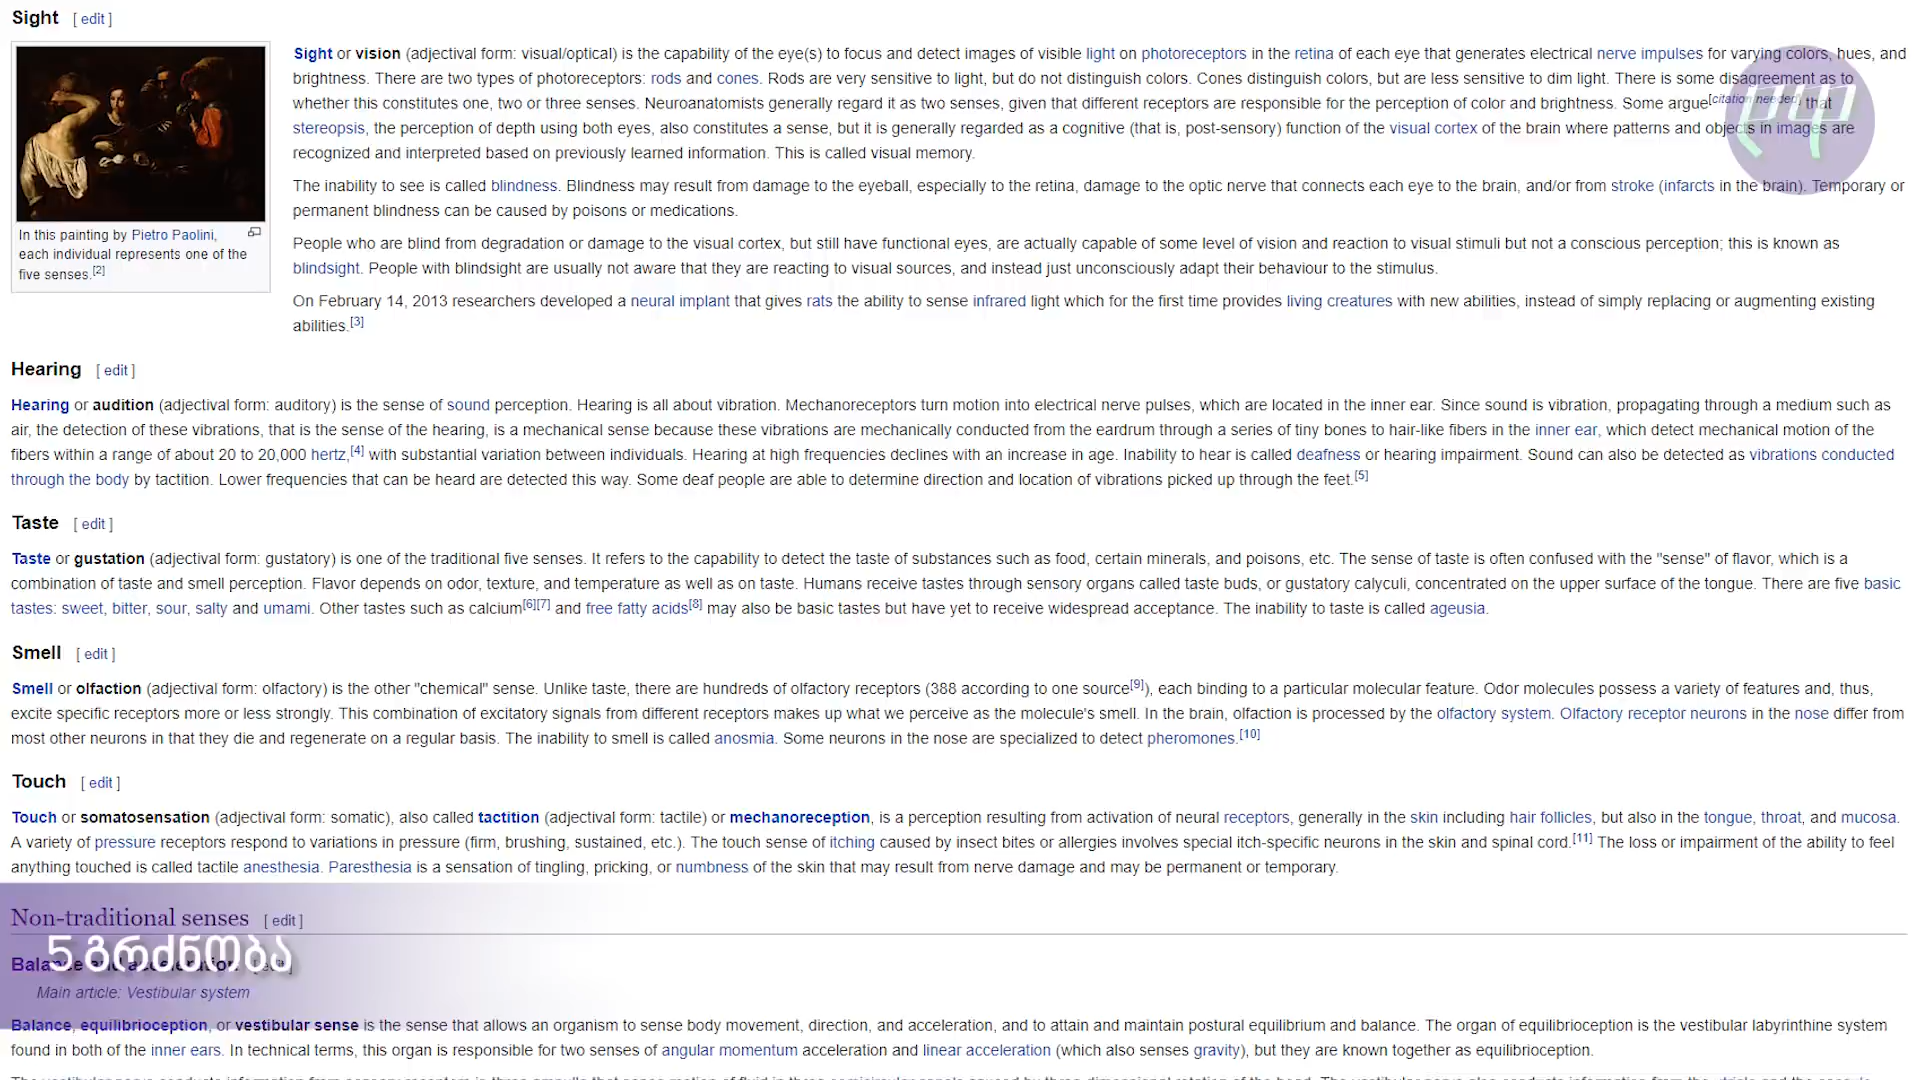 Sight [ edit ]
Sight or vision (adjectival form: visual/optical) is the capability of the eye(s) to focus and detect images of visible light on photoreceptors in the retina of each eye that generates electrical nerve impulses for varying colors, hues, and
brightness. There are two types of photoreceptors: rods and cones. Rods are very sensitive to light, but do not distinguish colors. Cones distinguish colors, but are less sensitive to dim light. There is some disagreement as to
whether this constitutes one, two or three senses. Neuroanatomists generally regard it as two senses, given that different receptors are responsible for the perception of color and brightness. Some argue[citation needed] that
stereopsis, the perception of depth using both eyes, also constitutes a sense, but it is generally regarded as a cognitive (that is, post-sensory) function of the visual cortex of the brain where patterns and objects in images are
recognized and interpreted based on previously learned information. This is called visual memory.
The inability to see is called blindness. Blindness may result from damage to the eyeball, especially to the retina, damage to the optic nerve that connects each eye to the brain, and/or from stroke (infarcts in the brain). Temporary or
permanent blindness can be caused by poisons or medications.
People who are blind from degradation or damage to the visual cortex, but still have functional eyes, are actually capable of some level of vision and reaction to visual stimuli but not a conscious perception; this is known as
blindsight. People with blindsight are usually not aware that they are reacting to visual sources, and instead just unconsciously adapt their behaviour to the stimulus.
On February 14, 2013 researchers developed a neural implant that gives rats the ability to sense infrared light which for the first time provides living creatures with new abilities, instead of simply replacing or augmenting existing
abilities.[3]
In this painting by Pietro Paolini,
each individual represents one of the
five senses.[2]
Hearing [ edit ]
Hearing or audition (adjectival form: auditory) is the sense of sound perception. Hearing is all about vibration. Mechanoreceptors turn motion into electrical nerve pulses, which are located in the inner ear. Since sound is vibration, propagating through a medium such as
air, the detection of these vibrations, that is the sense of the hearing, is a mechanical sense because these vibrations are mechanically conducted from the eardrum through a series of tiny bones to hair-like fibers in the inner ear, which detect mechanical motion of the
fibers within a range of about 20 to 20,000 hertz,[4] with substantial variation between individuals. Hearing at high frequencies declines with an increase in age. Inability to hear is called deafness or hearing impairment. Sound can also be detected as vibrations conducted
through the body by tactition. Lower frequencies that can be heard are detected this way. Some deaf people are able to determine direction and location of vibrations picked up through the feet.[5]
Taste [ edit ]
Taste or gustation (adjectival form: gustatory) is one of the traditional five senses. It refers to the capability to detect the taste of substances such as food, certain minerals, and poisons, etc. The sense of taste is often confused with the "sense" of flavor, which is a
combination of taste and smell perception. Flavor depends on odor, texture, and temperature as well as on taste. Humans receive tastes through sensory organs called taste buds, or gustatory calyculi, concentrated on the upper surface of the tongue. There are five basic
tastes: sweet, bitter, sour, salty and umami. Other tastes such as calcium[6][7] and free fatty acids[8] may also be basic tastes but have yet to receive widespread acceptance. The inability to taste is called ageusia.
Smell [ edit ]
Smell or olfaction (adjectival form: olfactory) is the other "chemical" sense. Unlike taste, there are hundreds of olfactory receptors (388 according to one source[9]), each binding to a particular molecular feature. Odor molecules possess a variety of features and, thus,
excite specific receptors more or less strongly. This combination of excitatory signals from different receptors makes up what we perceive as the molecule's smell. In the brain, olfaction is processed by the olfactory system. Olfactory receptor neurons in the nose differ from
most other neurons in that they die and regenerate on a regular basis. The inability to smell is called anosmia. Some neurons in the nose are specialized to detect pheromones.[10]
Touch [ edit ]
Touch or somatosensation (adjectival form: somatic), also called tactition (adjectival form: tactile) or mechanoreception, is a perception resulting from activation of neural receptors, generally in the skin including hair follicles, but also in the tongue, throat, and mucosa.
A variety of pressure receptors respond to variations in pressure (firm, brushing, sustained, etc.). The touch sense of itching caused by insect bites or allergies involves special itch-specific neurons in the skin and spinal cord.[11] The loss or impairment of the ability to feel
anything touched is called tactile anesthesia. Paresthesia is a sensation of tingling, pricking, or numbness of the skin that may result from nerve damage and may be permanent or temporary.
Non-traditional senses [ edit ]
5 გრძნობა
Balance and acceleration [ edit ]
Main article: Vestibular system
Balance, equilibrioception, or vestibular sense is the sense that allows an organism to sense body movement, direction, and acceleration, and to attain and maintain postural equilibrium and balance. The organ of equilibrioception is the vestibular labyrinthine system
found in both of the inner ears. In technical terms, this organ is responsible for two senses of angular momentum acceleration and linear acceleration (which also senses gravity), but they are known together as equilibrioception.